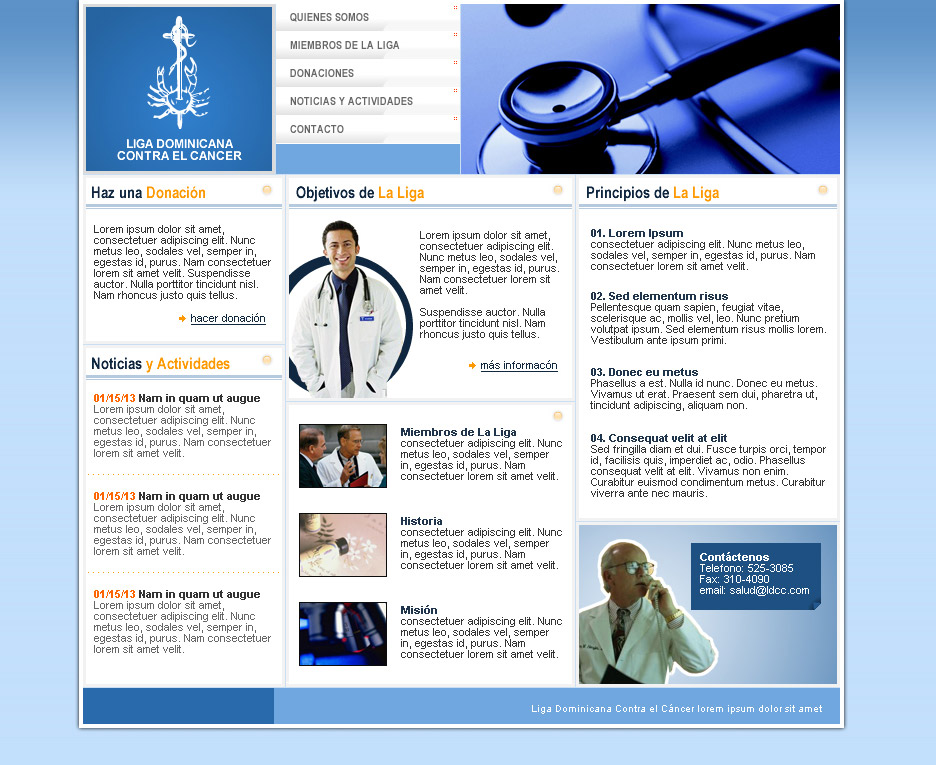 LIGA DOMINICANA
CONTRA EL CANCER
QUIENES SOMOS
MIEMBROS DE LA LIGA
DONACIONES
NOTICIAS Y ACTIVIDADES
CONTACTO
Haz una Donación
Lorem ipsum dolor sit amet,
consectetuer adipiscing elit. Nunc
metus leo, sodales vel, semper in,
egestas id, purus. Nam consectetuer
lorem sit amet velit. Suspendisse
auctor. Nulla porttitor tincidunt nisl.
Nam rhoncus justo quis tellus.
hacer donación
Noticias y Actividades
01/15/13 Nam in quam ut augue
Lorem ipsum dolor sit amet,
consectetuer adipiscing elit. Nunc
metus leo, sodales vel, semper in,
egestas id, purus. Nam consectetuer
lorem sit amet velit.
01/15/13 Nam in quam ut augue
Lorem ipsum dolor sit amet,
consectetuer adipiscing elit. Nunc
metus leo, sodales vel, semper in,
egestas id, purus. Nam consectetuer
lorem sit amet velit.
01/15/13 Nam in quam ut augue
Lorem ipsum dolor sit amet,
consectetuer adipiscing elit. Nunc
metus leo, sodales vel, semper in,
egestas id, purus. Nam consectetuer
lorem sit amet velit.
Objetivos de La Liga
Lorem ipsum dolor sit amet,
consectetuer adipiscing elit.
Nunc metus leo, sodales vel,
semper in, egestas id, purus.
Nam consectetuer lorem sit
amet velit.
Suspendisse auctor. Nulla
porttitor tincidunt nisl. Nam
rhoncus justo quis tellus.
más informacón
Miembros de La Liga
consectetuer adipiscing elit. Nunc
metus leo, sodales vel, semper
in, egestas id, purus. Nam
consectetuer lorem sit amet velit.
Historia
consectetuer adipiscing elit. Nunc
metus leo, sodales vel, semper
in, egestas id, purus. Nam
consectetuer lorem sit amet velit.
Misión
consectetuer adipiscing elit. Nunc
metus leo, sodales vel, semper
in, egestas id, purus. Nam
consectetuer lorem sit amet velit.
Principios de La Liga
01. Lorem Ipsum
consectetuer adipiscing elit. Nunc metus leo,
sodales vel, semper in, egestas id, purus. Nam
consectetuer lorem sit amet velit.
02. Sed elementum risus
Pellentesque quam sapien, feugiat vitae,
scelerisque ac, mollis vel, leo. Nunc pretium
volutpat ipsum. Sed elementum risus mollis lorem.
Vestibulum ante ipsum primi.
03. Donec eu metus
Phasellus a est. Nulla id nunc. Donec eu metus.
Vivamus ut erat. Praesent sem dui, pharetra ut,
tincidunt adipiscing, aliquam non.
04. Consequat velit at elit
Sed fringilla diam et dui. Fusce turpis orci, tempor
id, facilisis quis, imperdiet ac, odio. Phasellus
consequat velit at elit. Vivamus non enim.
Curabitur euismod condimentum metus. Curabitur
viverra ante nec mauris.
Contáctenos
Telefono: 525-3085
Fax: 310-4090
email: salud@ldcc.com
Liga Dominicana Contra el Cáncer lorem ipsum dolor sit amet